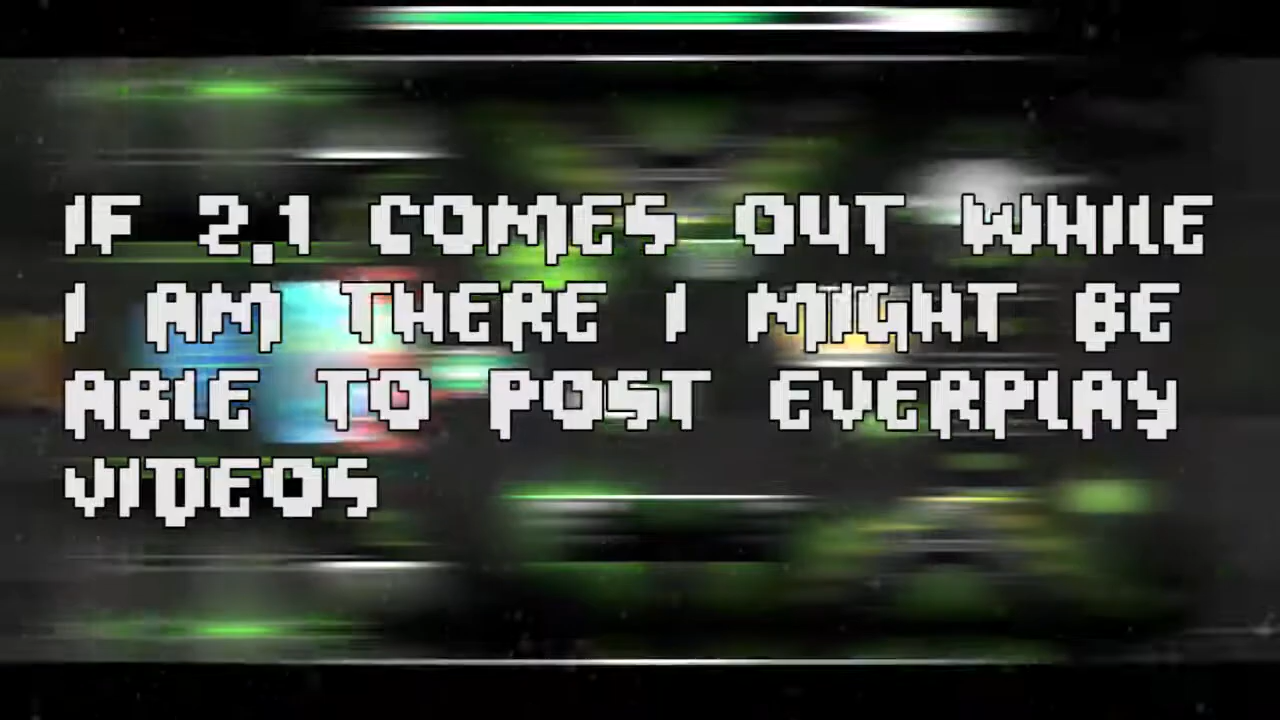 IF 2.1 COMES OUT WHILE
I AM THERE I MIGHT BE
ABLE TO POST EVERPLAY
VIDEOS